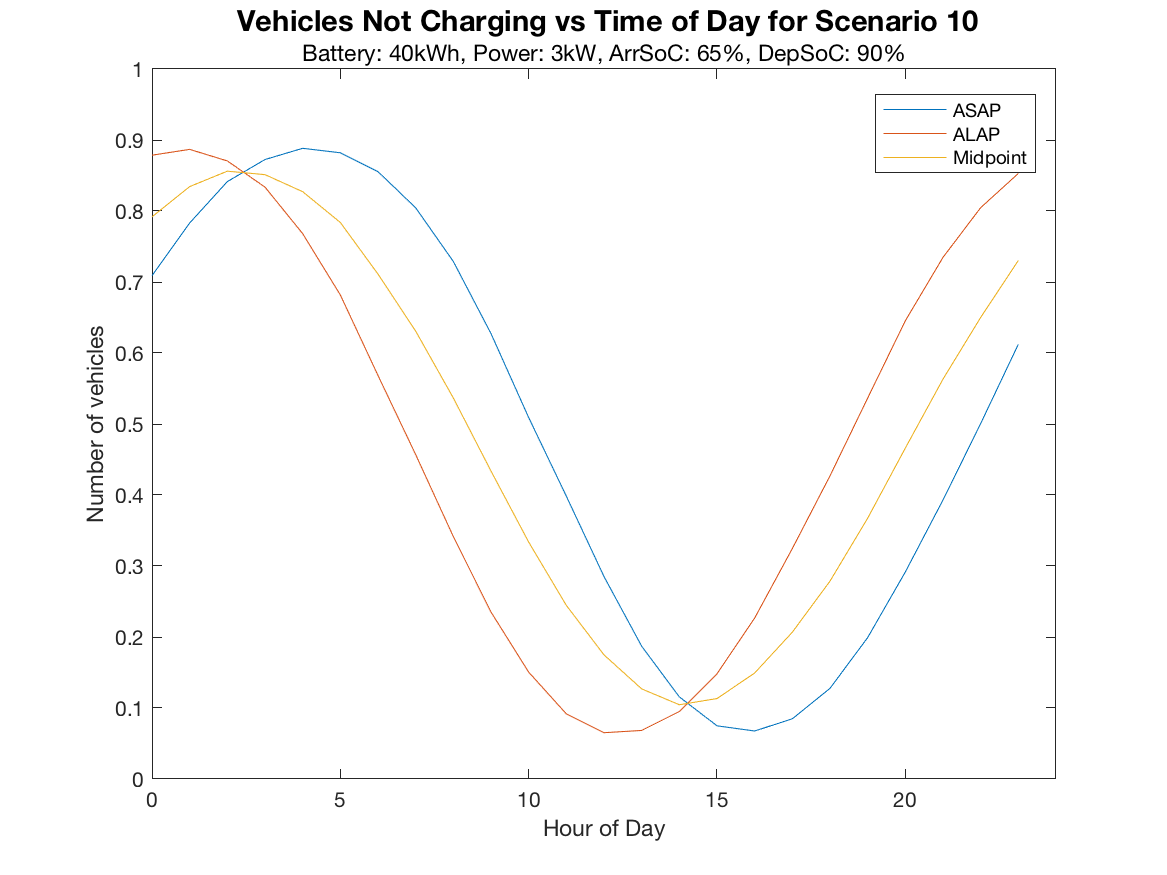 Vehicles Not Charging vs Time of Day for Scenario 10
Battery: 40kWh, Power: 3kW, ArrSoC: 65%, DepSoC: 90%
1
0.9
0.8
0.7
0.6
0.5
0.4
0.3
0.2
0.1
0
Number of vehicles
ASAP
ALAP
Midpoint
0 5 10 15 20
Hour of Day